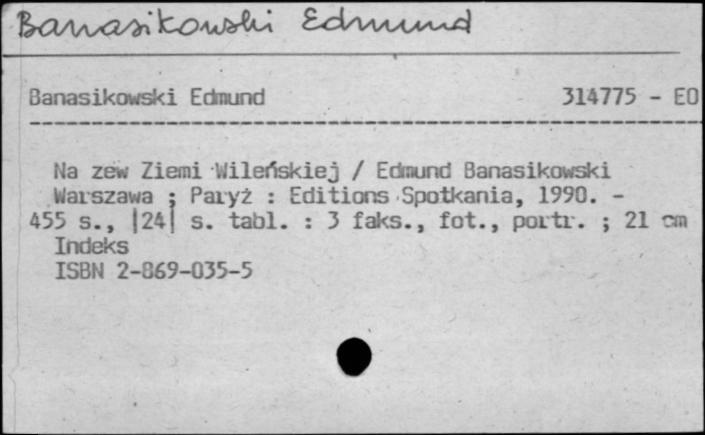 Banasikowski Edmund
Banasikowski Edmund 314775 - EO
Na zew Ziemi Wileńskiej / Edmund Banasikowski
Warszawa ; Paryż : Editions Spotkania, 1990. -
455 s., |24| s. tabl. : 3 faks., fot., portr. ; 21 cm
Indeks
ISBN 2-869-035-5